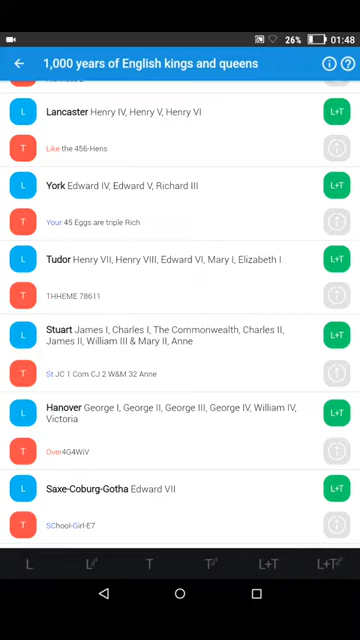 26% 01:48
1,000 years of English kings and queens
L Lancaster Henry IV, Henry V, Henry VI L+T
T Like the 456-Hens
L York Edward IV, Edward V, Richard III L+T
T Your 45 Eggs are triple Rich
L Tudor Henry VII, Henry VIII, Edward VI, Mary I, Elizabeth I L+T
T THHEME 78611
L Stuart James I, Charles I, The Commonwealth, Charles II, L+T
James II, William III & Mary II, Anne
T St JC 1 Com CJ 2 W&M 32 Anne
L Hanover George I, George II, George III, George IV, William IV, L+T
Victoria
T Over4G4WiV
L Saxe-Coburg-Gotha Edward VII L+T
T SChool-Girl-E7
L L T T L+T L+T